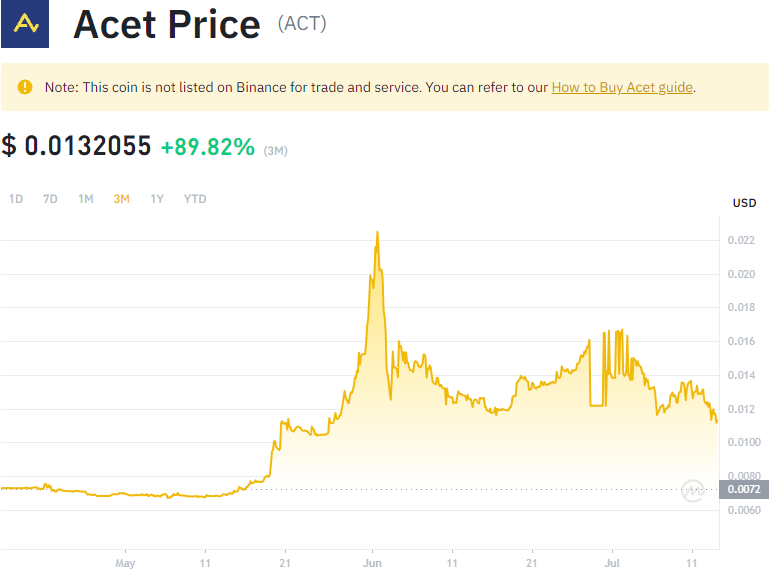 Acet Price (ACT)
Note: This coin is not listed on Binance for trade and service. You can refer to our How to Buy Acet guide.
$ 0.0132055 +89.82% (3M)
1D 7D 1M 3M 1Y YTD
USD
0.022
0.020
0.018
0.016
0.014
0.012
0.0100
0.0080
0.0072
0.0060
May 11 21 Jun 11 21 Jul 11